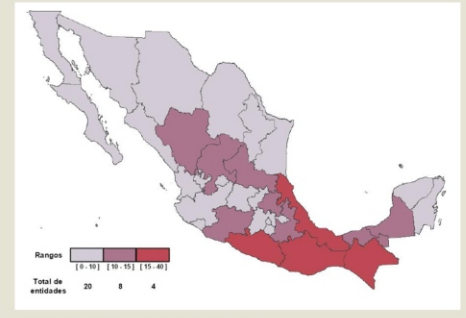 Rangos
[ 0 - 10 ] [ 10 - 15 ] [ 15 - 40 ]
Total de
entidades
20 8 4